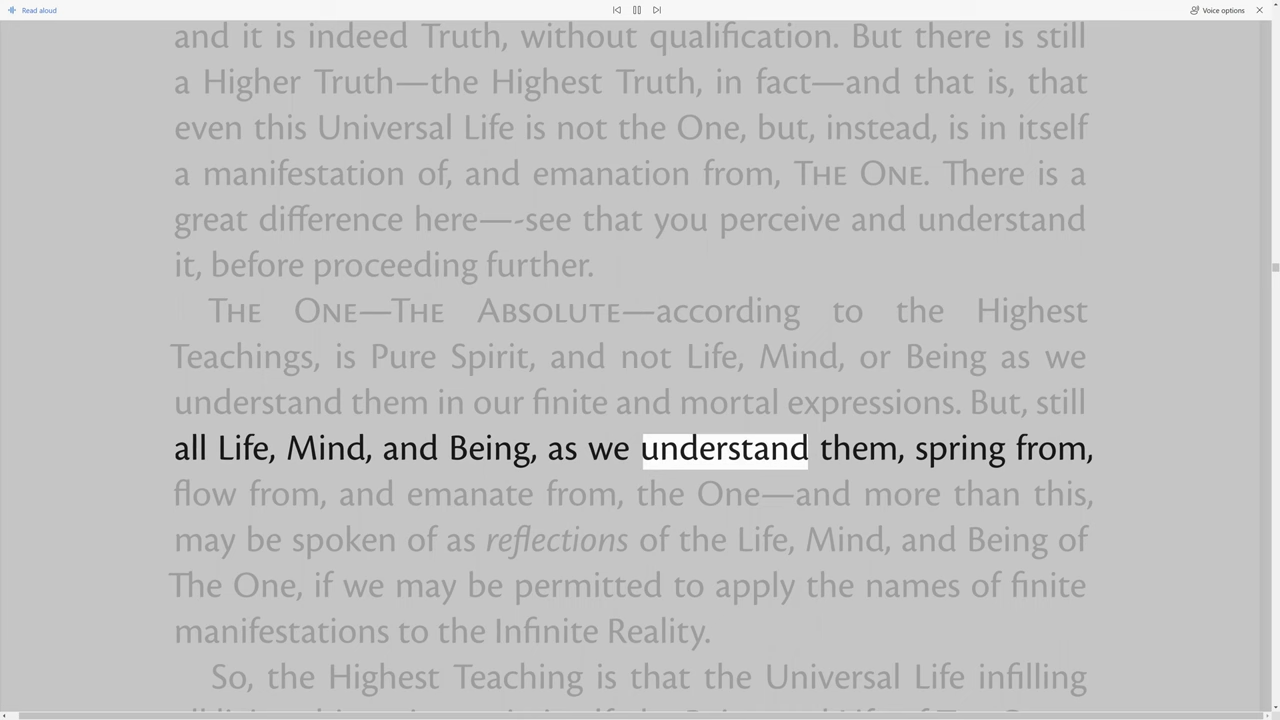 Read aloud
Voice options
and it is indeed Truth, without qualification. But there is still
a Higher Truth—the Highest Truth, in fact—and that is, that
even this Universal Life is not the One, but, instead, is in itself
a manifestation of, and emanation from, The One. There is a
great difference here—-see that you perceive and understand
it, before proceeding further.
The One—The Absolute—according to the Highest
Teachings, is Pure Spirit, and not Life, Mind, or Being as we
understand them in our finite and mortal expressions. But, still
all Life, Mind, and Being, as we understand them, spring from,
flow from, and emanate from, the One—and more than this,
may be spoken of as reflections of the Life, Mind, and Being of
The One, if we may be permitted to apply the names of finite
manifestations to the Infinite Reality.
So, the Highest Teaching is that the Universal Life infilling